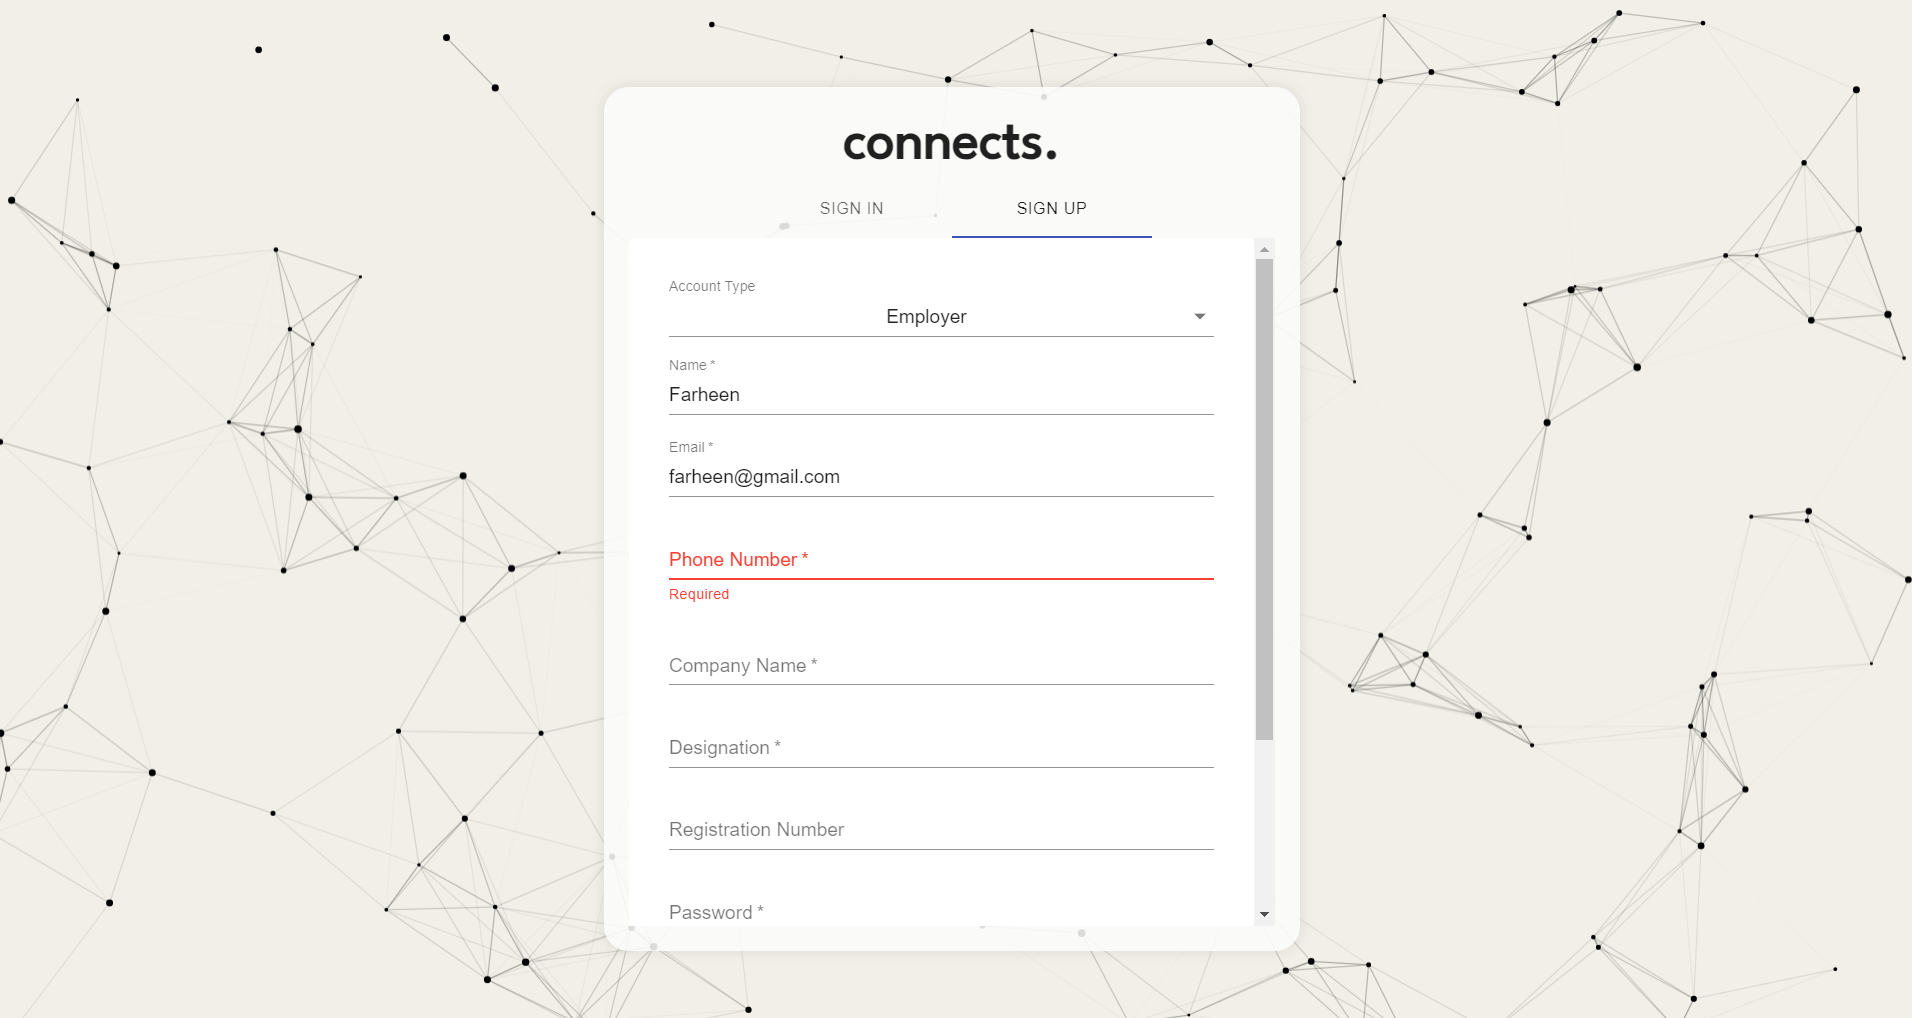 connects.
SIGN IN SIGN UP
Account Type
Employer
Name *
Farheen
Email *
farheen@gmail.com
Phone Number *
Required
Company Name *
Designation *
Registration Number
Password *